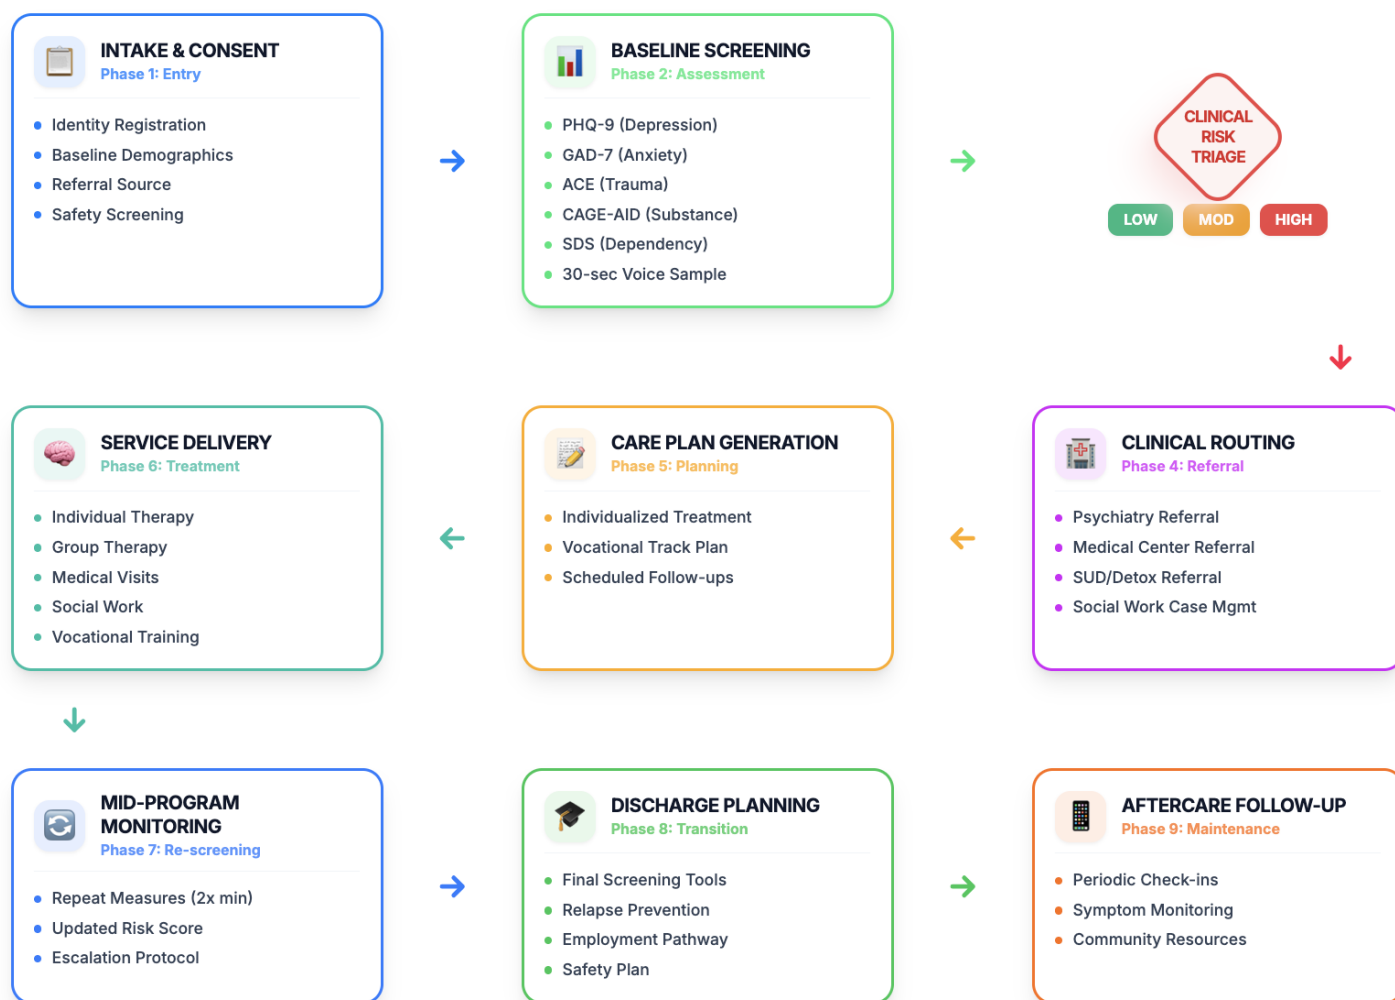 INTAKE & CONSENT
Phase 1: Entry
Identity Registration
Baseline Demographics
Referral Source
Safety Screening
BASELINE SCREENING
Phase 2: Assessment
PHQ-9 (Depression)
GAD-7 (Anxiety)
ACE (Trauma)
CAGE-AID (Substance)
SDS (Dependency)
30-sec Voice Sample
CLINICAL
RISK
TRIAGE
LOW MOD HIGH
CLINICAL ROUTING
Phase 4: Referral
Psychiatry Referral
Medical Center Referral
SUD/Detox Referral
Social Work Case Mgmt
CARE PLAN GENERATION
Phase 5: Planning
Individualized Treatment
Vocational Track Plan
Scheduled Follow-ups
SERVICE DELIVERY
Phase 6: Treatment
Individual Therapy
Group Therapy
Medical Visits
Social Work
Vocational Training
MID-PROGRAM
MONITORING
Phase 7: Re-screening
Repeat Measures (2x min)
Updated Risk Score
Escalation Protocol
DISCHARGE PLANNING
Phase 8: Transition
Final Screening Tools
Relapse Prevention
Employment Pathway
Safety Plan
AFTERCARE FOLLOW-UP
Phase 9: Maintenance
Periodic Check-ins
Symptom Monitoring
Community Resources